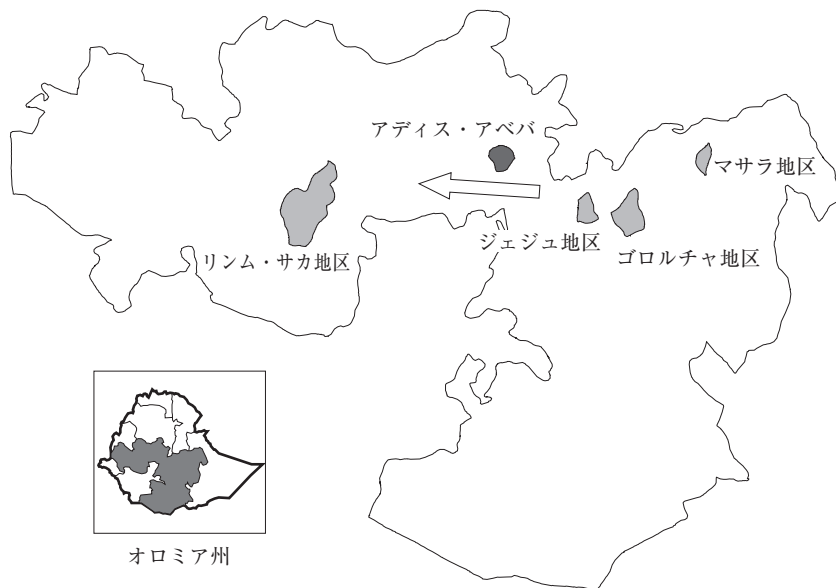 アディス・アベバ
マサラ地区
ジェジュ地区
ゴロルチャ地区
リンム・サカ地区
オロミア州